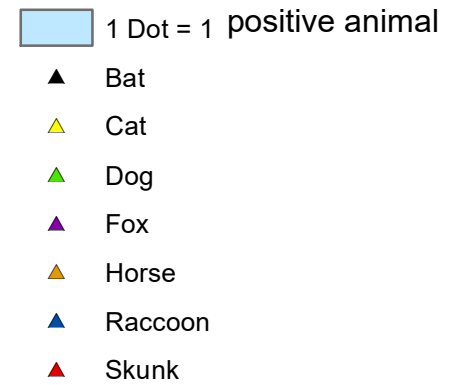 1 Dot = 1 positive animal
Bat
Cat
Dog
Fox
Horse
Raccoon
Skunk